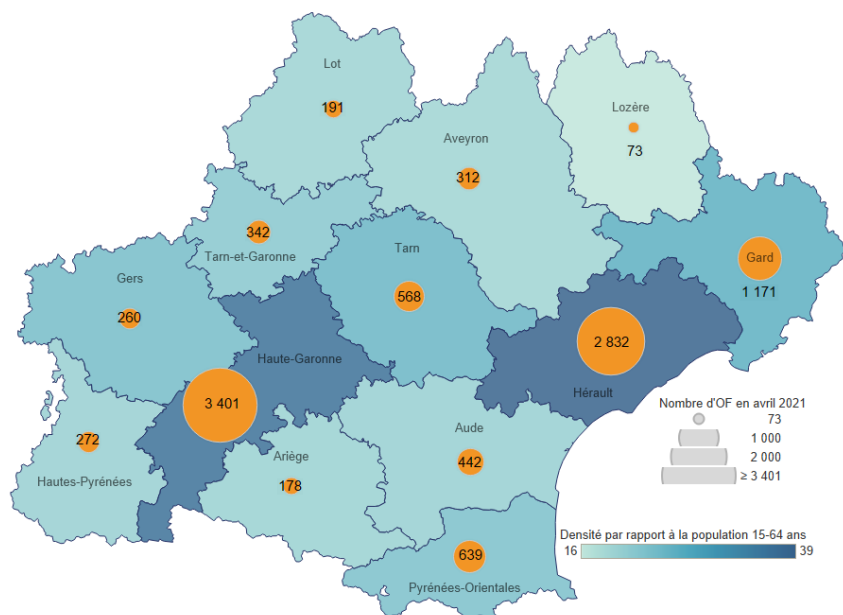 Lot
191
Lozère
73
Aveyron
312
342
Tarn-et-Garonne
Tarn
568
Gard
1 171
Gers
260
Haute-Garonne
3 401
2 832
Hérault
272
Hautes-Pyrénées
Ariège
178
Aude
442
639
Pyrénées-Orientales
Nombre d'OF en avril 2021
73
1 000
2 000
≥ 3 401
Densité par rapport à la population 15-64 ans
16 39